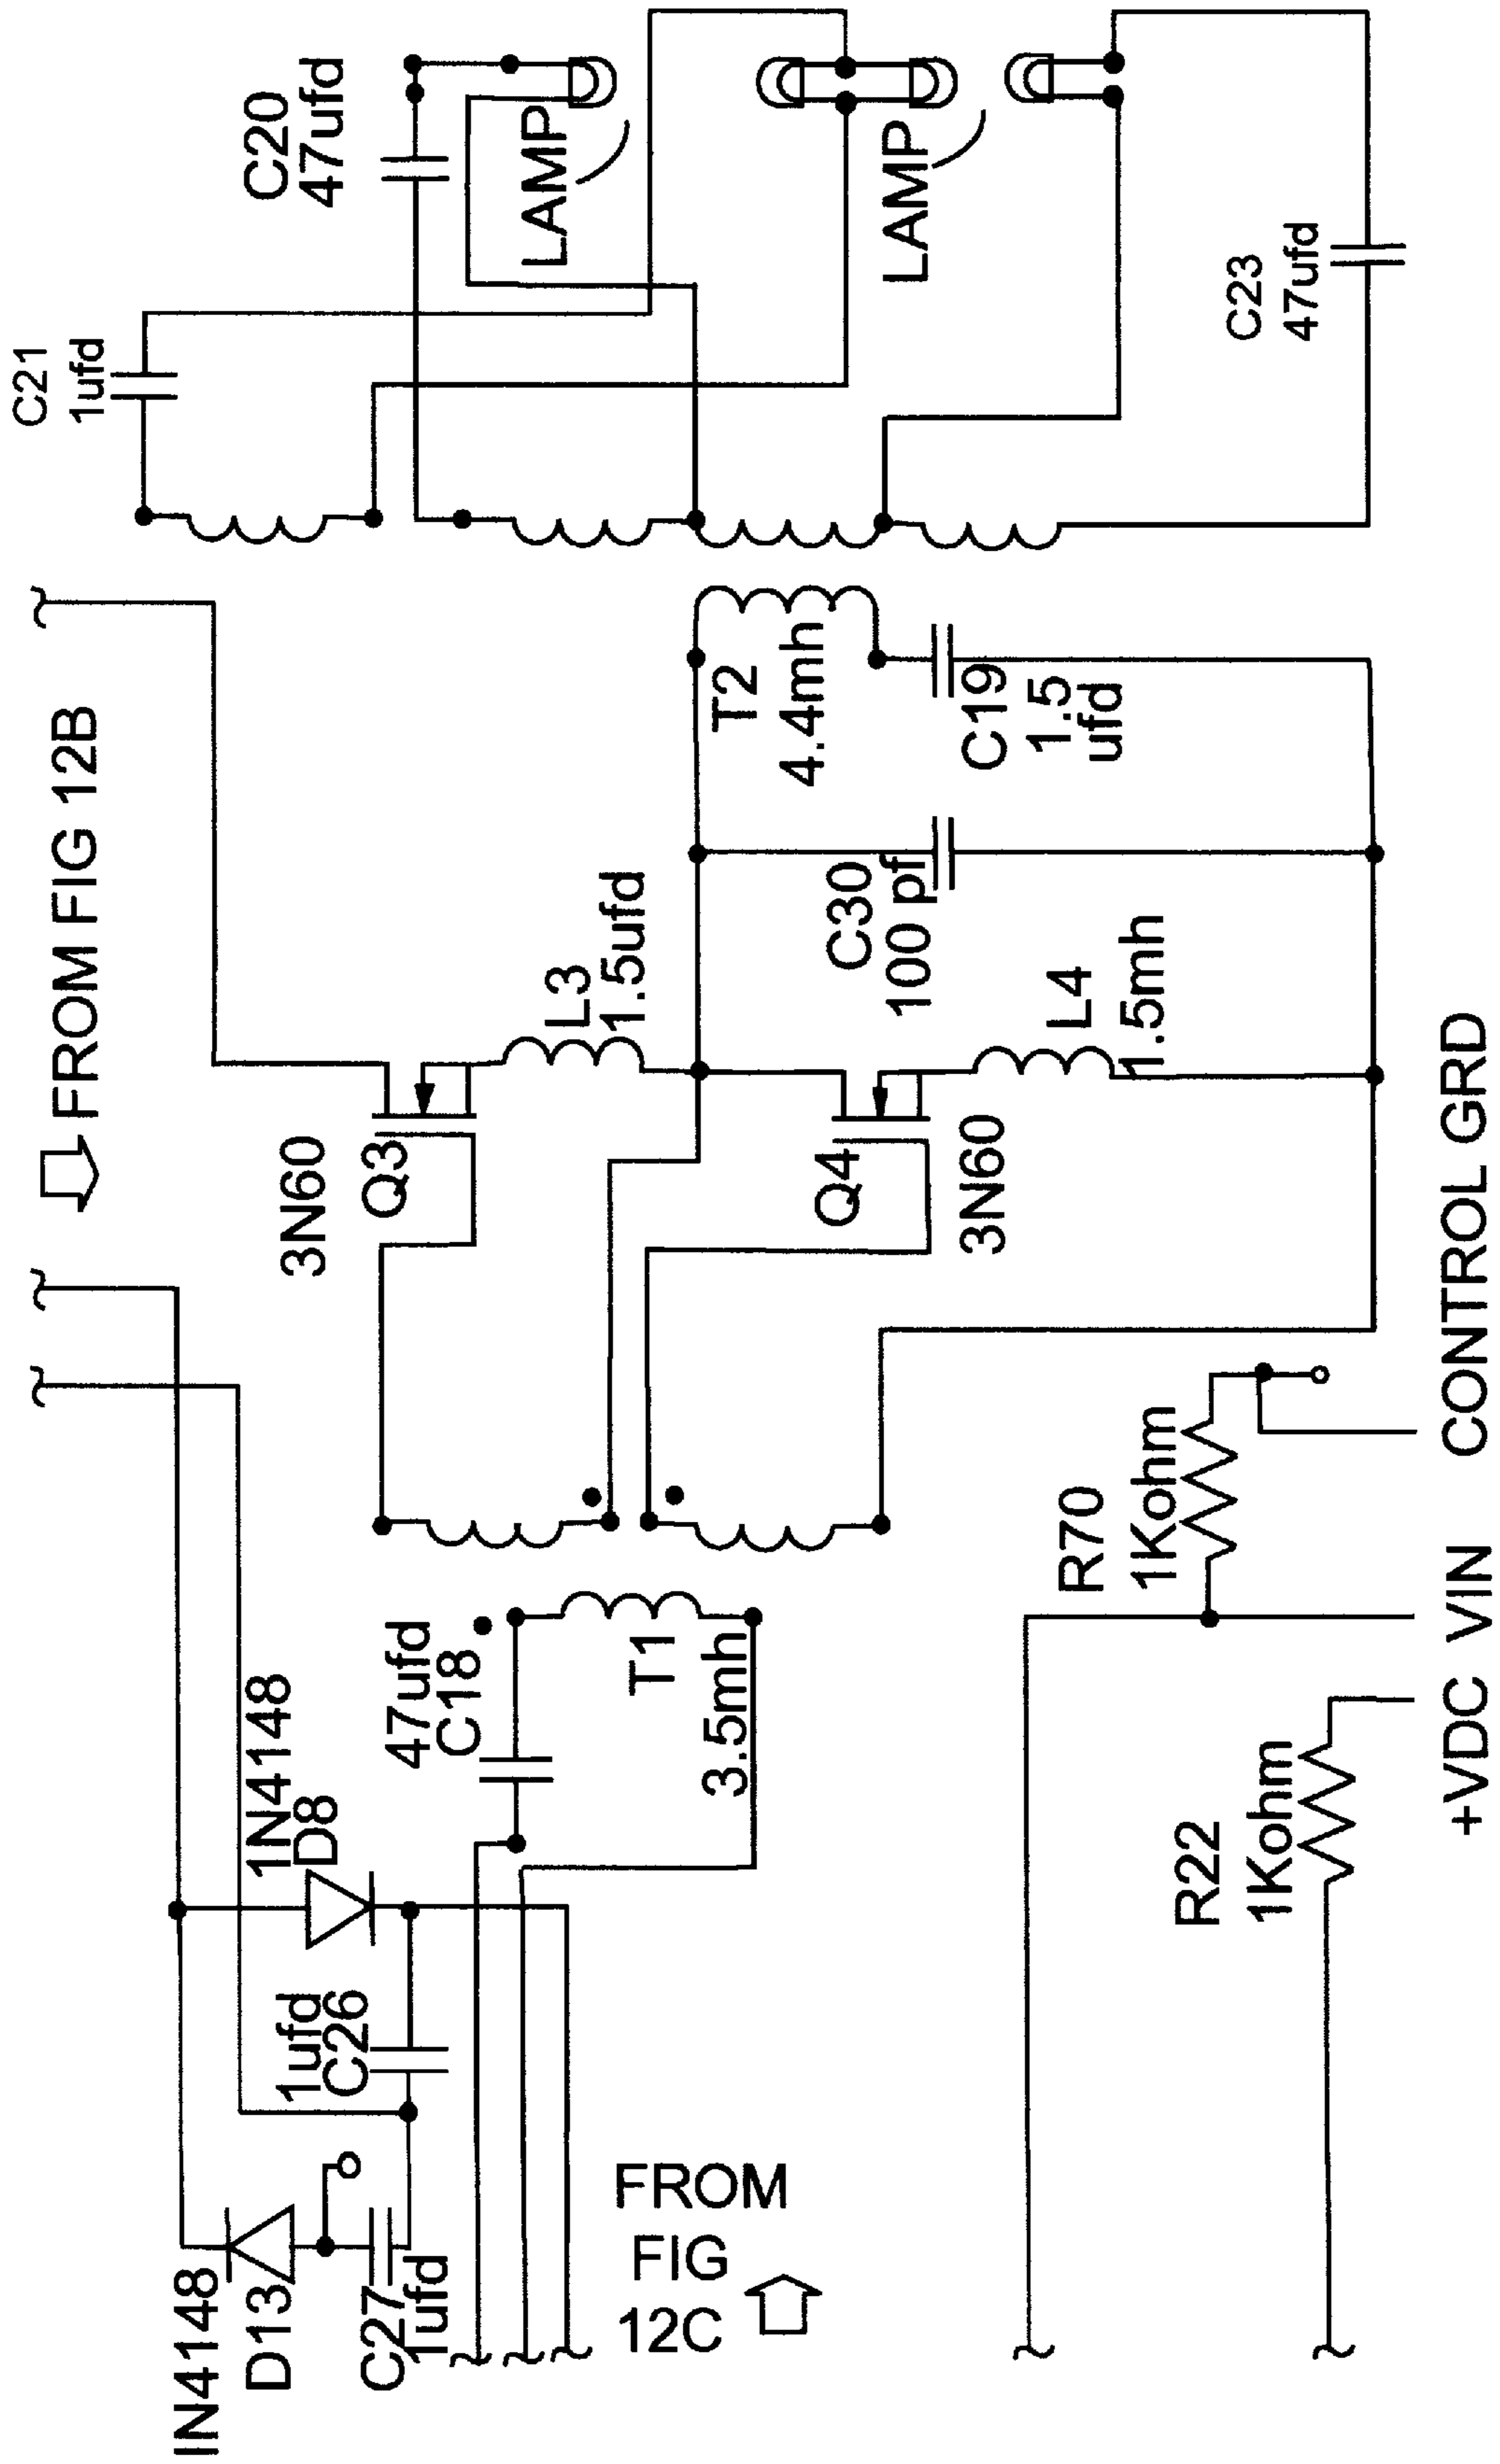 FROM FIG 12B
C21
1ufd
C20
47ufd
LAMP
LAMP
C23
47ufd
IN4148
D13
C27
1ufd
1ufd
C26
1N4148
D8
47ufd
C18
T1
3.5mh
3N60
Q3
L3
1.5ufd
Q4
3N60
L4
1.5mh
C30
100 pf
T2
4.4mh
C19
1.5
ufd
FROM
FIG
12C
R22
1Kohm
R70
1Kohm
+VDC VIN CONTROL GRD